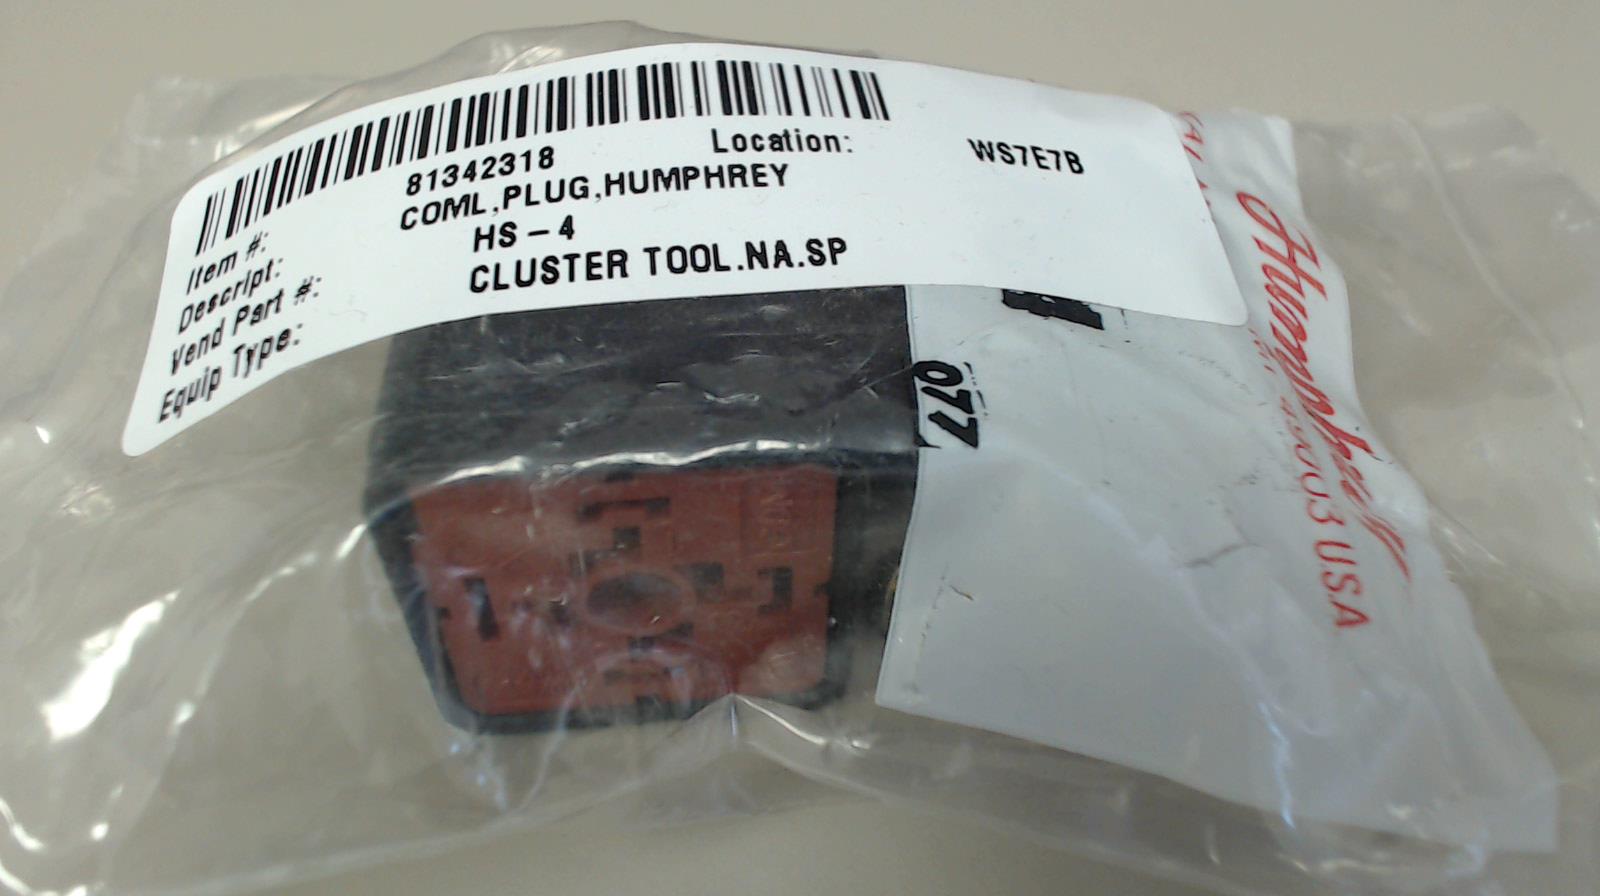 Item #: 81342318 Location: WS7E7B
Descript: COML,PLUG,HUMPHREY
Vend Part #: HS-4
Equip Type: CLUSTER TOOL.NA.SP
077
Humphrey
49003 USA